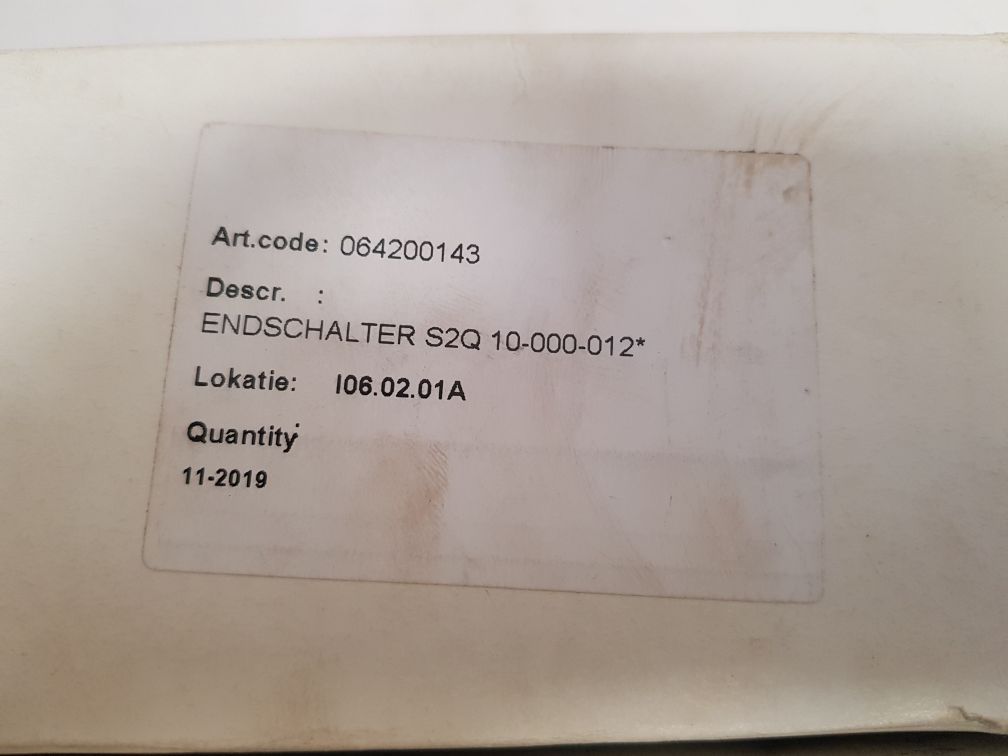 Art.code: 064200143
Descr. :
ENDSCHALTER S2Q 10-000-012*
Lokatie: I06.02.01A
Quantity
11-2019